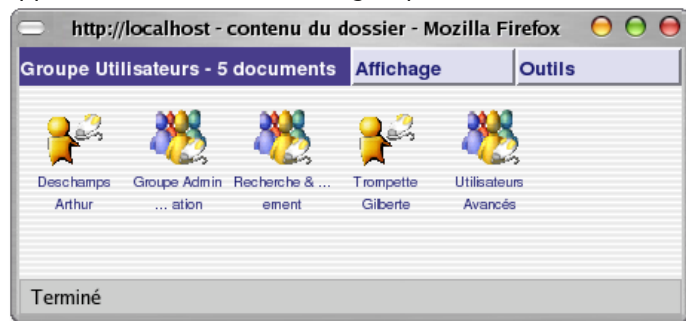 http://localhost - contenu du dossier - Mozilla Firefox
Groupe Utilisateurs - 5 documents Affichage Outils
Deschamps Groupe Admin Recherche & ... Trompette Utilisateurs
Arthur ... ation ement Gilberte Avancés
Terminé